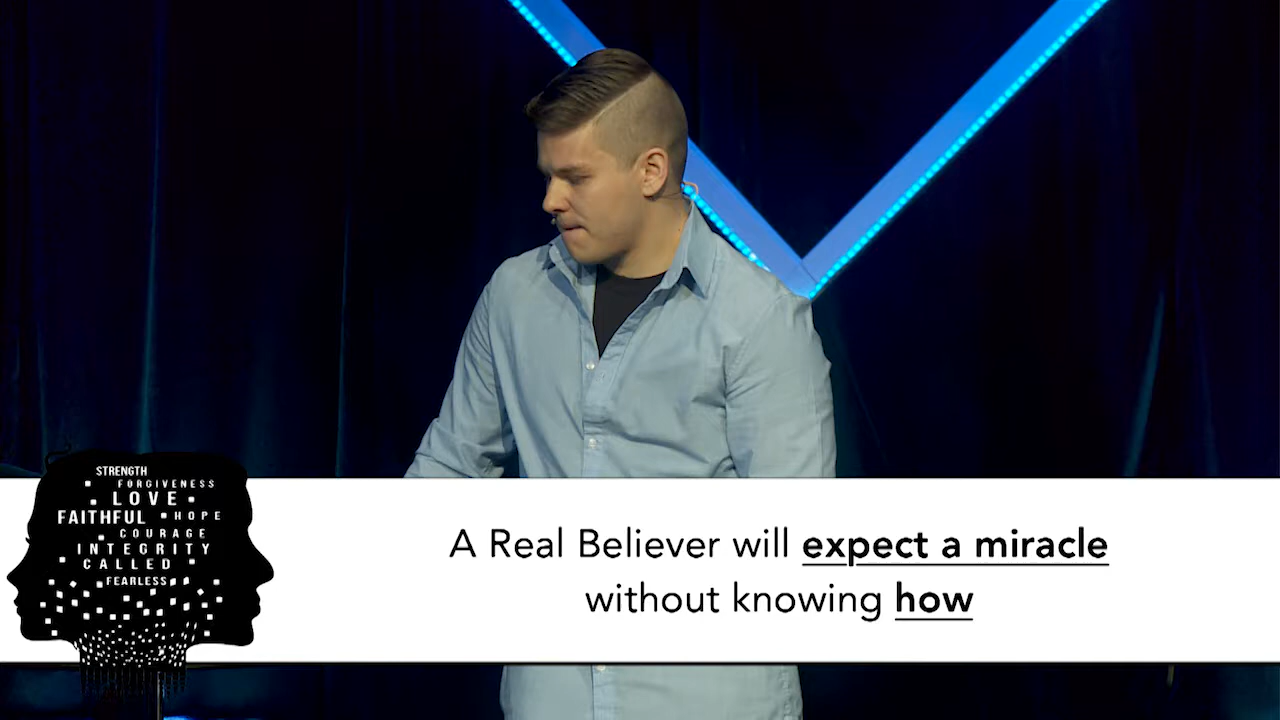 STRENGTH
FORGIVENESS
LOVE
FAITHFUL HOPE
COURAGE
INTEGRITY
CALLED
FEARLESS
A Real Believer will expect a miracle
without knowing how